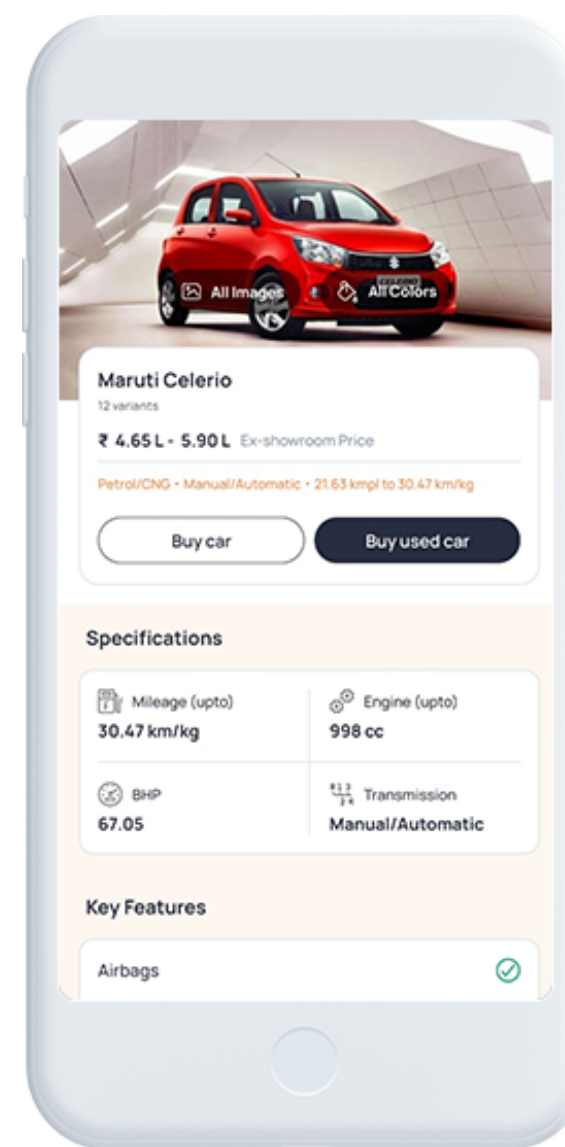 All Images
All Colors
CELERIO
Maruti Celerio
12 variants
₹ 4.65 L - 5.90 L Ex-showroom Price
Petrol/CNG • Manual/Automatic • 21.63 kmpl to 30.47 km/kg
Buy car
Buy used car
Specifications
Mileage (upto)
Engine (upto)
30.47 km/kg
998 cc
BHP
Transmission
67.05
Manual/Automatic
Key Features
Airbags